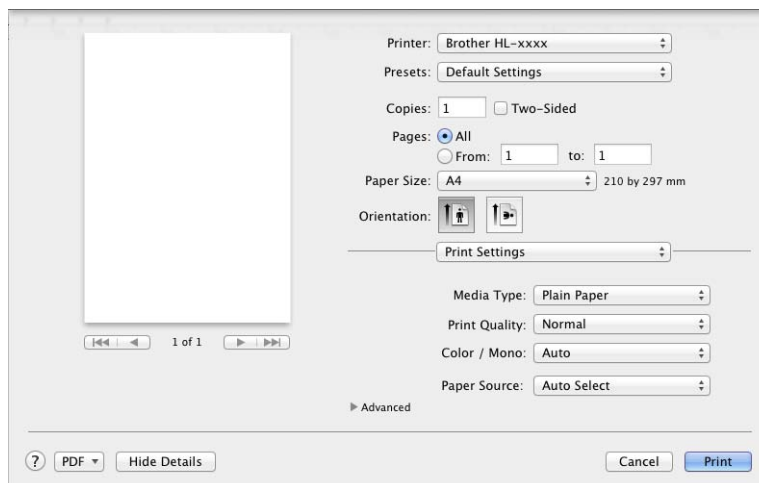 Printer: Brother HL-xxxx
Presets: Default Settings
Copies: 1 Two-Sided
Pages: All
From: 1 to: 1
Paper Size: A4 210 by 297 mm
Orientation:
Print Settings
Media Type: Plain Paper
Print Quality: Normal
1 of 1
Color / Mono: Auto
Paper Source: Auto Select
Advanced
? PDF Hide Details Cancel Print